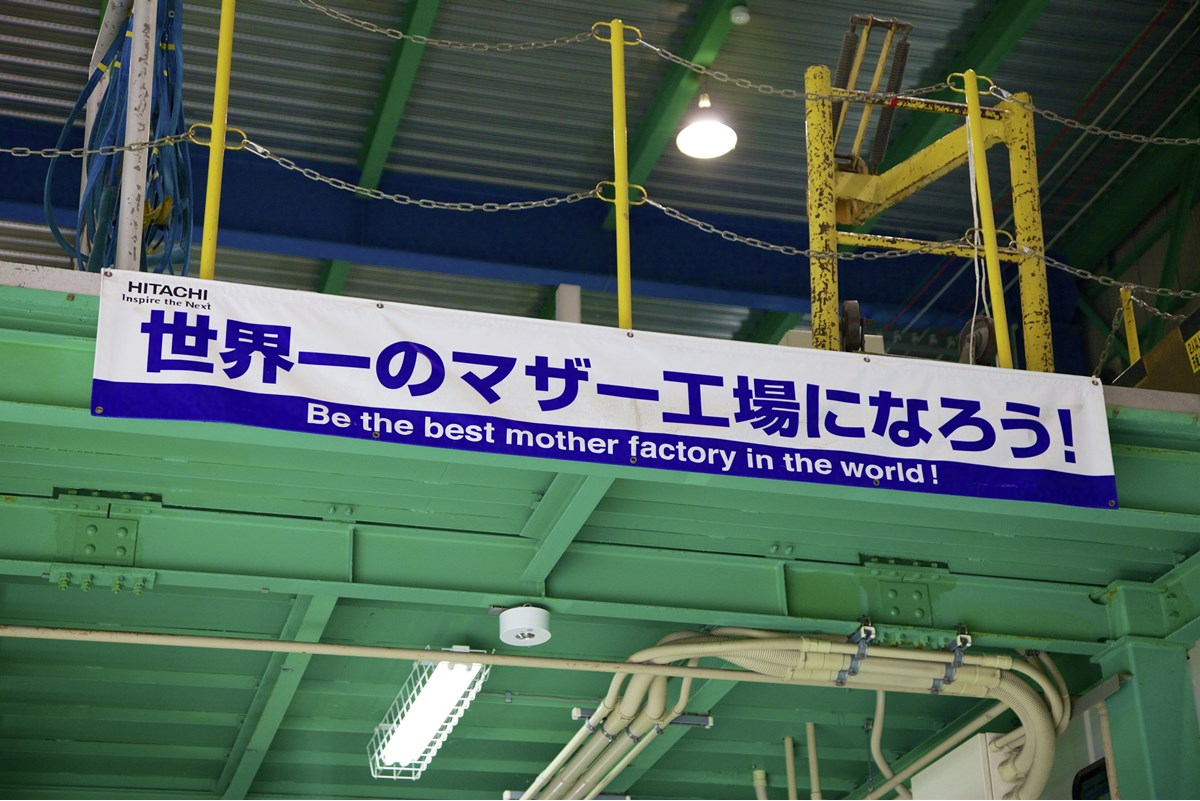 HITACHI
Inspire the Next
世界一のマザー工場になろう!
Be the best mother factory in the world!